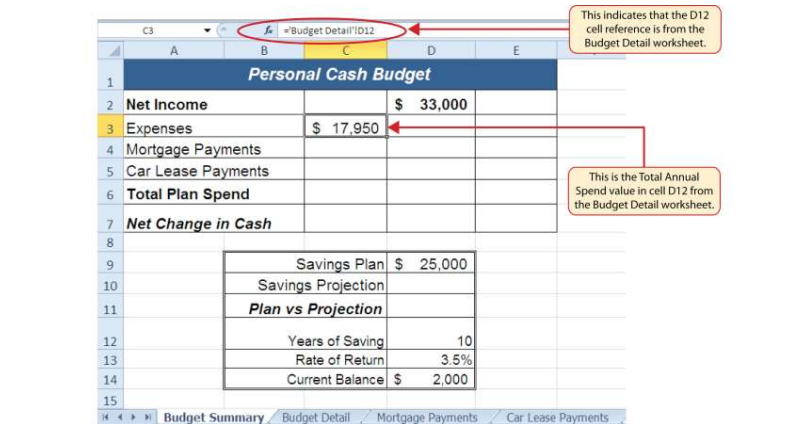 This indicates that the D12
cell reference is from the
Budget Detail worksheet.
C3 fx ='Budget Detail'!D12
A B C D E
1 Personal Cash Budget
2 Net Income $ 33,000
3 Expenses $ 17,950
4 Mortgage Payments
5 Car Lease Payments
This is the Total Annual
Spend value in cell D12 from
the Budget Detail worksheet.
6 Total Plan Spend
7 Net Change in Cash
8
9 Savings Plan $ 25,000
10 Savings Projection
11 Plan vs Projection
12 Years of Saving 10
13 Rate of Return 3.5%
14 Current Balance $ 2,000
15
Budget Summary Budget Detail Mortgage Payments Car Lease Payments